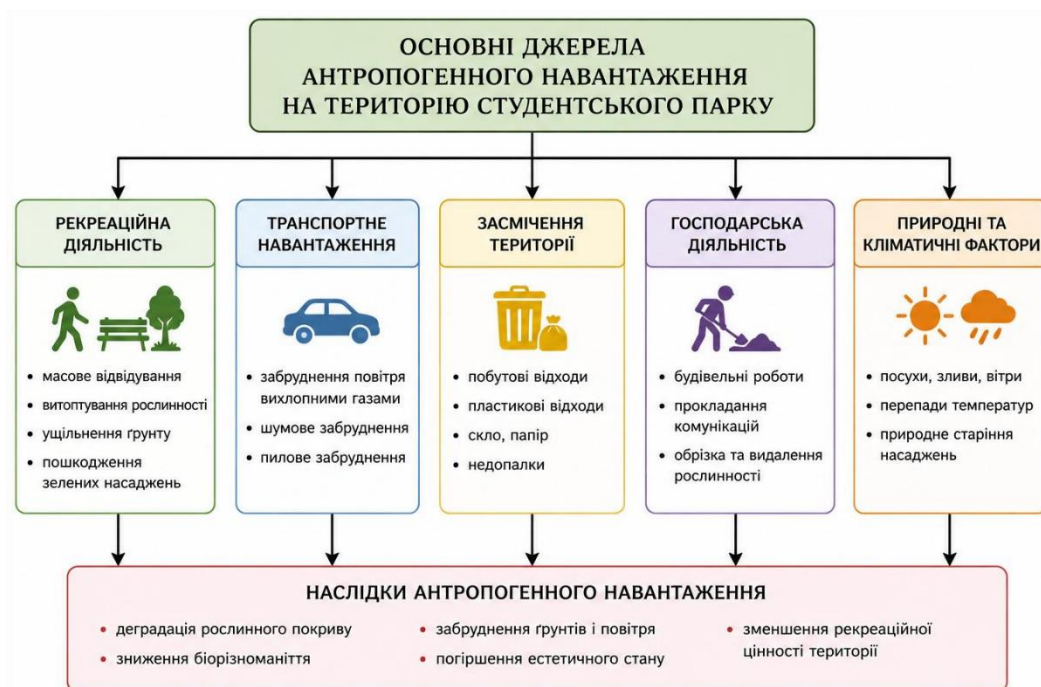 ОСНОВНІ ДЖЕРЕЛА
АНТРОПОГЕННОГО НАВАНТАЖЕННЯ
НА ТЕРИТОРІЮ СТУДЕНТСЬКОГО ПАРКУ
РЕКРЕАЦІЙНА
ДІЯЛЬНІСТЬ
• масове відвідування
• витоптування рослинності
• ущільнення ґрунту
• пошкодження
зелених насаджень
ТРАНСПОРТНЕ
НАВАНТАЖЕННЯ
• забруднення повітря
вихлопними газами
• шумове забруднення
• пилове забруднення
ЗАСМІЧЕННЯ
ТЕРИТОРІЇ
• побутові відходи
• пластикові відходи
• скло, папір
• недопалки
ГОСПОДАРСЬКА
ДІЯЛЬНІСТЬ
• будівельні роботи
• прокладання
комунікацій
• обрізка та видалення
рослинності
ПРИРОДНІ ТА
КЛІМАТИЧНІ ФАКТОРИ
• посухи, зливи, вітри
• перепади температур
• природне старіння
насаджень
НАСЛІДКИ АНТРОПОГЕННОГО НАВАНТАЖЕННЯ
• деградація рослинного покриву
• зниження біорізноманіття
• забруднення ґрунтів і повітря
• погіршення естетичного стану
• зменшення рекреаційної
цінності території